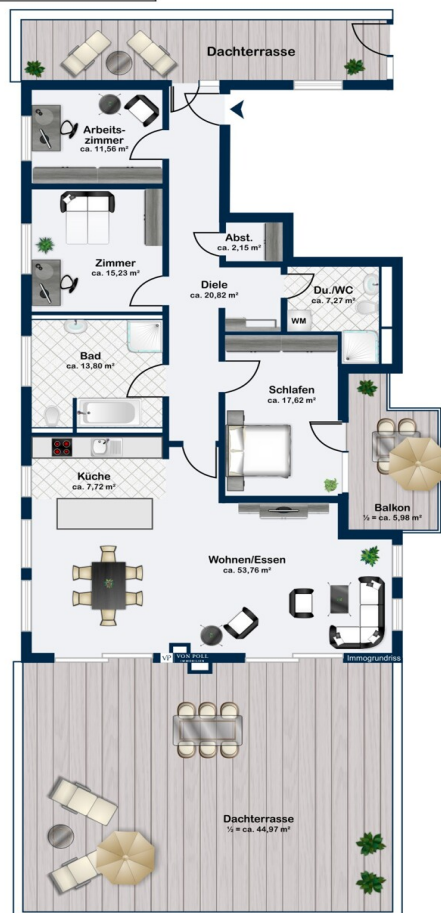 Dachterrasse
Arbeits-
zimmer
ca. 11,56 m²
Abst.
ca. 2,15 m²
Zimmer
ca. 15,23 m²
Diele
ca. 20,82 m²
Du./WC
ca. 7,27 m²
WM
Bad
ca. 13,80 m²
Schlafen
ca. 17,62 m²
Küche
ca. 7,72 m²
Balkon
½ = ca. 5,98 m²
Wohnen/Essen
ca. 53,76 m²
VP VON POLL
IMMOBILIEN
Immogrundriss
Dachterrasse
½ = ca. 44,97 m²